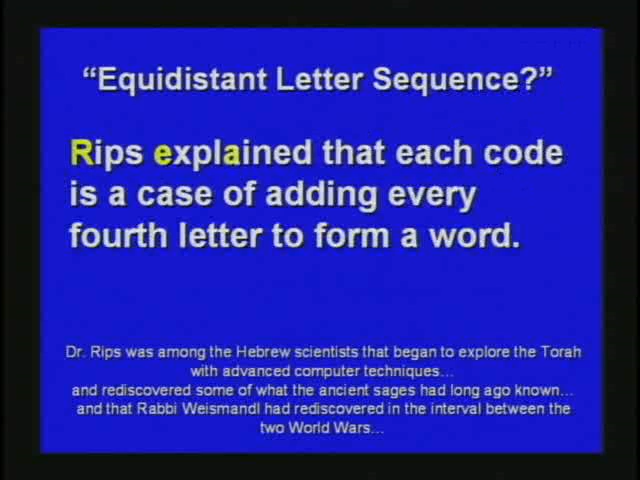 “Equidistant Letter Sequence?”
Rips explained that each code
is a case of adding every
fourth letter to form a word.
Dr. Rips was among the Hebrew scientists that began to explore the Torah
with advanced computer techniques...
and rediscovered some of what the ancient sages had long ago known...
and that Rabbi Weismandl had rediscovered in the interval between the
two World Wars...